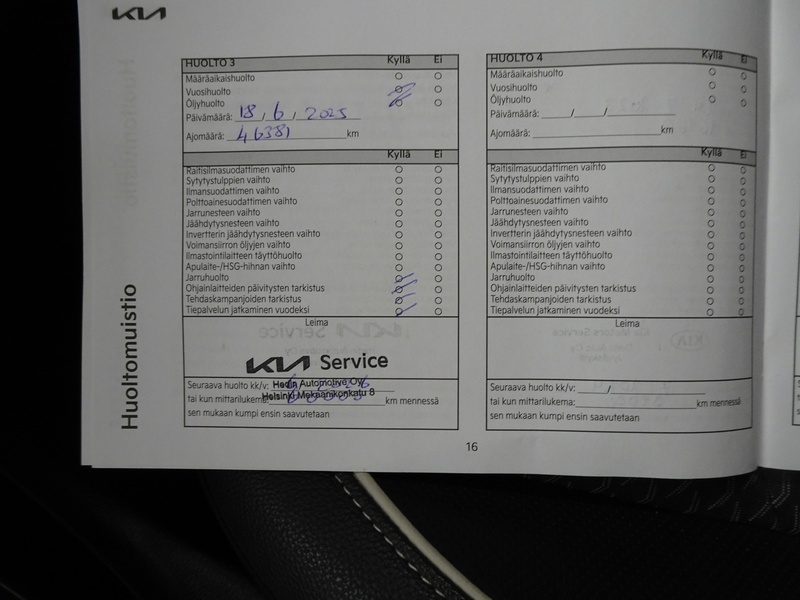 KIA
HUOLTO 3 Kyllä Ei
Määräaikaishuolto
Vuosihuolto
Öljyhuolto
Päivämäärä: 18 / 6 / 2025
Ajomäärä: 46381 km
Kyllä Ei
Raitisilmasuodattimen vaihto
Sytytystulppien vaihto
Ilmansuodattimen vaihto
Polttoainesuodattimen vaihto
Jarrunesteen vaihto
Jäähdytysnesteen vaihto
Invertterin jäähdytysnesteen vaihto
Voimansiirron öljyjen vaihto
Ilmastointilaitteen täyttöhuolto
Apulaite-/HSG-hihnan vaihto
Jarruhuolto
Ohjainlaitteiden päivitysten tarkistus
Tehdaskampanjoiden tarkistus
Tiepalvelun jatkaminen vuodeksi
Leima
KIA Service
Seuraava huolto kk/v: Hedin Automotive Oy
tai kun mittarilukema: Helsinki Mekaanikonkatu 8 km mennessä
sen mukaan kumpi ensin saavutetaan
HUOLTO 4 Kyllä Ei
Määräaikaishuolto
Vuosihuolto
Öljyhuolto
Päivämäärä: / /
Ajomäärä: km
Kyllä Ei
Raitisilmasuodattimen vaihto
Sytytystulppien vaihto
Ilmansuodattimen vaihto
Polttoainesuodattimen vaihto
Jarrunesteen vaihto
Jäähdytysnesteen vaihto
Invertterin jäähdytysnesteen vaihto
Voimansiirron öljyjen vaihto
Ilmastointilaitteen täyttöhuolto
Apulaite-/HSG-hihnan vaihto
Jarruhuolto
Ohjainlaitteiden päivitysten tarkistus
Tehdaskampanjoiden tarkistus
Tiepalvelun jatkaminen vuodeksi
Leima
Seuraava huolto kk/v: /
tai kun mittarilukema: km mennessä
sen mukaan kumpi ensin saavutetaan
Huoltomuistio
16